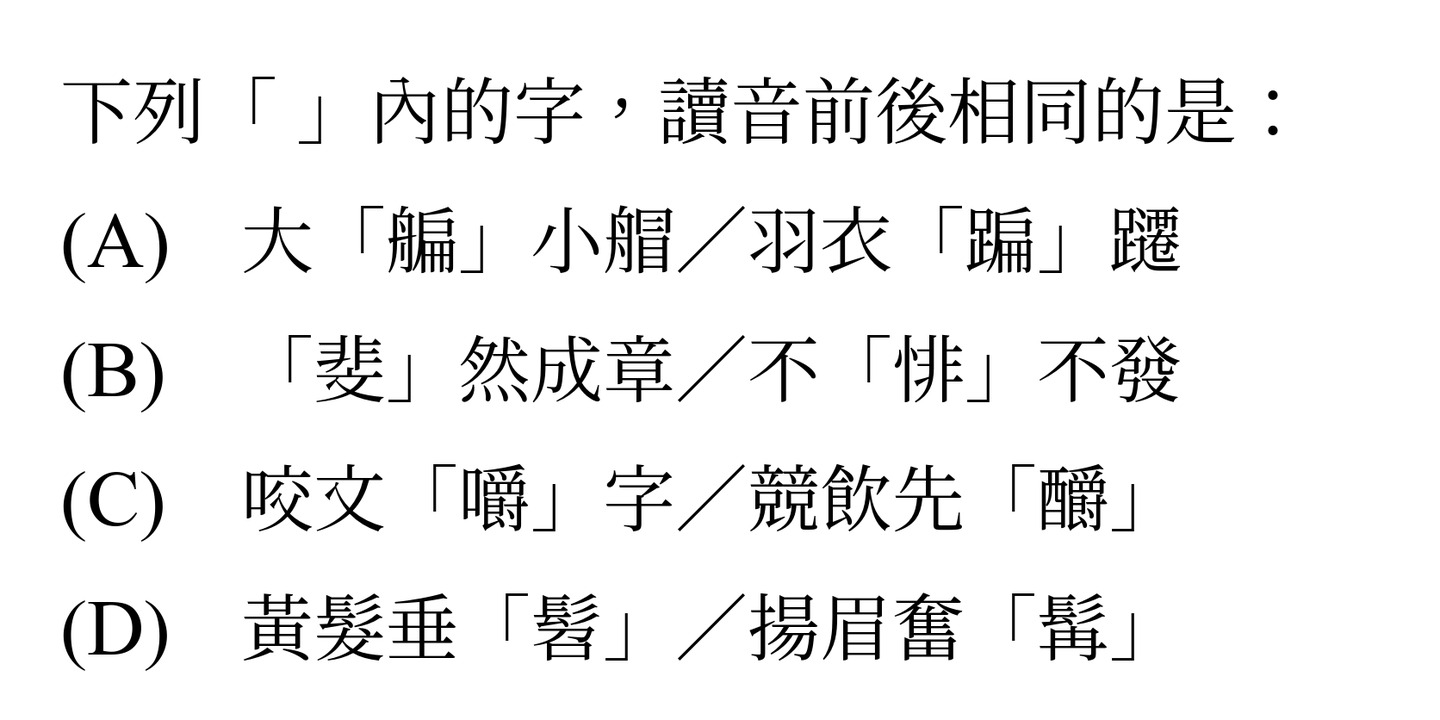 下列「 」內的字，讀音前後相同的是：
(A) 大「艑」小艒／羽衣「蹁」躚
(B) 「斐」然成章／不「悱」不發
(C) 咬文「嚼」字／競飲先「釂」
(D) 黃髮垂「髫」／揚眉奮「髯」